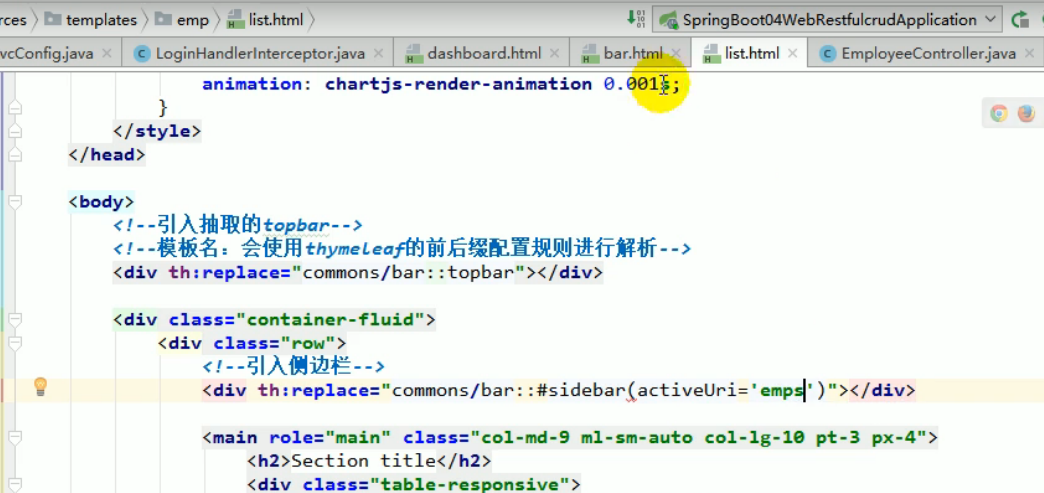 rces templates emp list.html SpringBoot04WebRestfulcrudApplication
vcConfig.java LoginHandlerInterceptor.java dashboard.html bar.html list.html EmployeeController.java
animation: chartjs-render-animation 0.001s;
}
</style>
</head>
<body>
<!--引入抽取的topbar-->
<!--模板名：会使用thymeleaf的前后缀配置规则进行解析-->
<div th:replace="commons/bar::topbar"></div>
<div class="container-fluid">
<div class="row">
<!--引入侧边栏-->
<div th:replace="commons/bar::#sidebar(activeUri='emps')"></div>
<main role="main" class="col-md-9 ml-sm-auto col-lg-10 pt-3 px-4">
<h2>Section title</h2>
<div class="table-responsive">